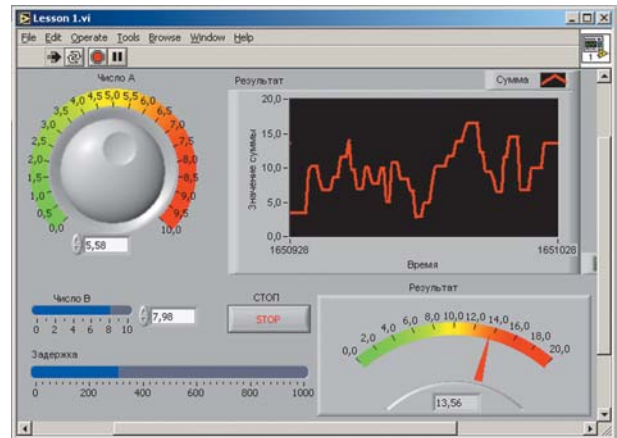 Lesson 1.vi
File Edit Operate Tools Browse Window Help
1
Число A
0,0 0,5 1,0 1,5 2,0 2,5 3,0 3,5 4,0 4,5 5,0 5,5 6,0 6,5 7,0 7,5 8,0 8,5 9,0 9,5 10,0
5,58
Результат
Сумма
Значение суммы
20,0
15,0
10,0
5,0
0,0
1650928 1651028
Время
Число B
0 2 4 6 8 10
7,98
СТОП
STOP
Задержка
0 200 400 600 800 1000
Результат
0,0 2,0 4,0 6,0 8,0 10,0 12,0 14,0 16,0 18,0 20,0
13,56